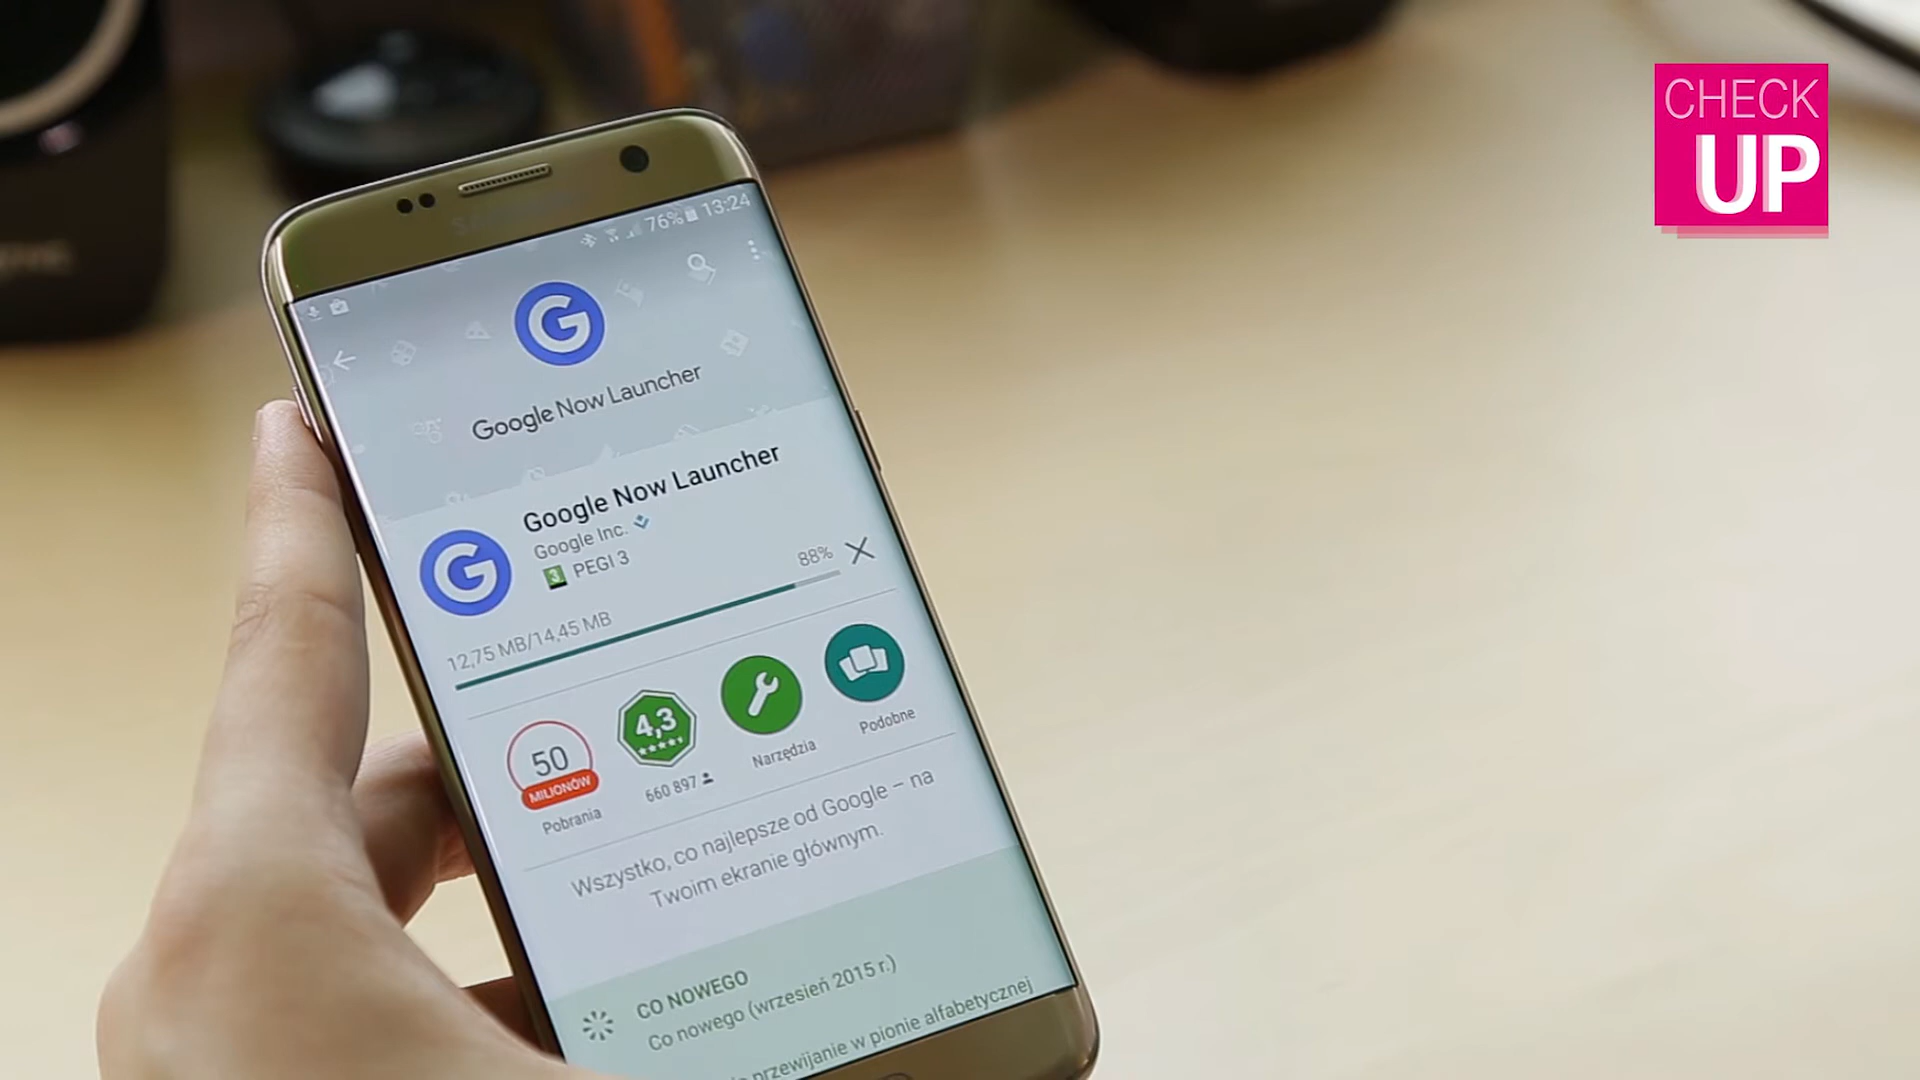 CHECK
UP
SAMSUNG
76% 13:24
Google Now Launcher
Google Now Launcher
Google Inc.
3 PEGI 3
88%
12,75 MB/14,45 MB
50
MILIONÓW
Pobrania
4,3
660 897
Narzędzia
Podobne
Wszystko, co najlepsze od Google – na
Twoim ekranie głównym.
CO NOWEGO
Co nowego (wrzesień 2015 r.)
przewijanie w pionie alfabetycznej